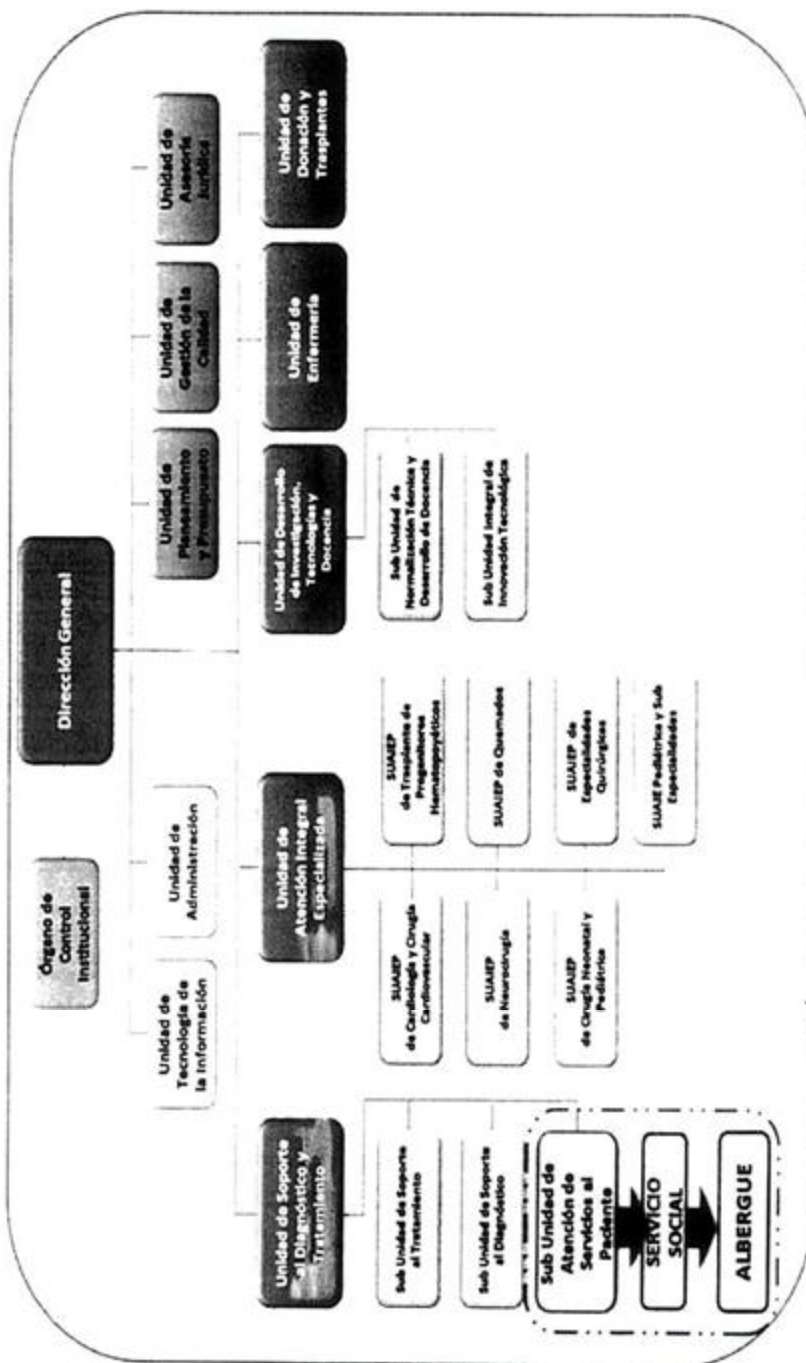 Dirección General
Órgano de
Control
Institucional
Unidad de
Tecnología de
la Información
Unidad de
Administración
Unidad de
Planeamiento
y Presupuesto
Unidad de
Gestión de la
Calidad
Unidad de
Asesoría
Jurídica
Unidad de Soporte
al Diagnóstico y
Tratamiento
Unidad de
Atención Integral
Especializada
Unidad de Desarrollo
de Investigación,
Tecnologías y
Docencia
Unidad de
Enfermería
Unidad de
Donación y
Trasplantes
Sub Unidad de Soporte
al Tratamiento
Sub Unidad de Soporte
al Diagnóstico
Sub Unidad de
Atención de
Servicios al
Paciente
SERVICIO
SOCIAL
ALBERGUE
SUAIEP
de Cardiología y Cirugía
Cardiovascular
SUAIEP
de Neurocirugía
SUAIEP
de Cirugía Neonatal y
Pediátrica
SUAIEP
de Trasplante de
Progenitores
Hematopoyéticos
SUAIEP de Quemados
SUAIEP de
Especialidades
Quirúrgicas
SUAIE Pediátrica y Sub
Especialidades
Sub Unidad de
Normalización Técnica y
Desarrollo de Docencia
Sub Unidad Integral de
Innovación Tecnológica